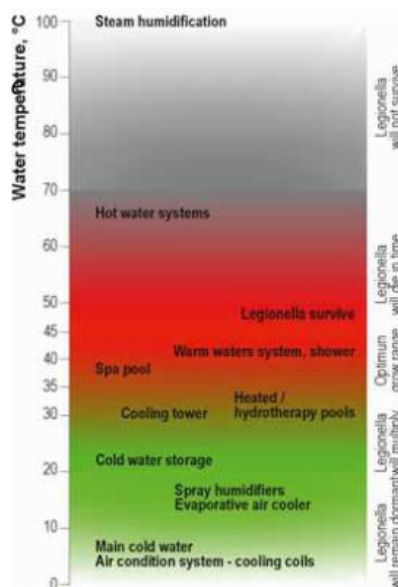 Water temperature, °C
100
90
80
70
60
50
45
40
35
30
20
10
0
Steam humidification
Hot water systems
Legionella survive
Warm waters system, shower
Spa pool
Heated /
Cooling tower hydrotherapy pools
Cold water storage
Spray humidifiers
Evaporative air cooler
Main cold water
Air condition system - cooling coils
Legionella
will not survive
Legionella
will die in time
Optimun
grow range
Legionella
will multiply
Legionella
will remain dormant